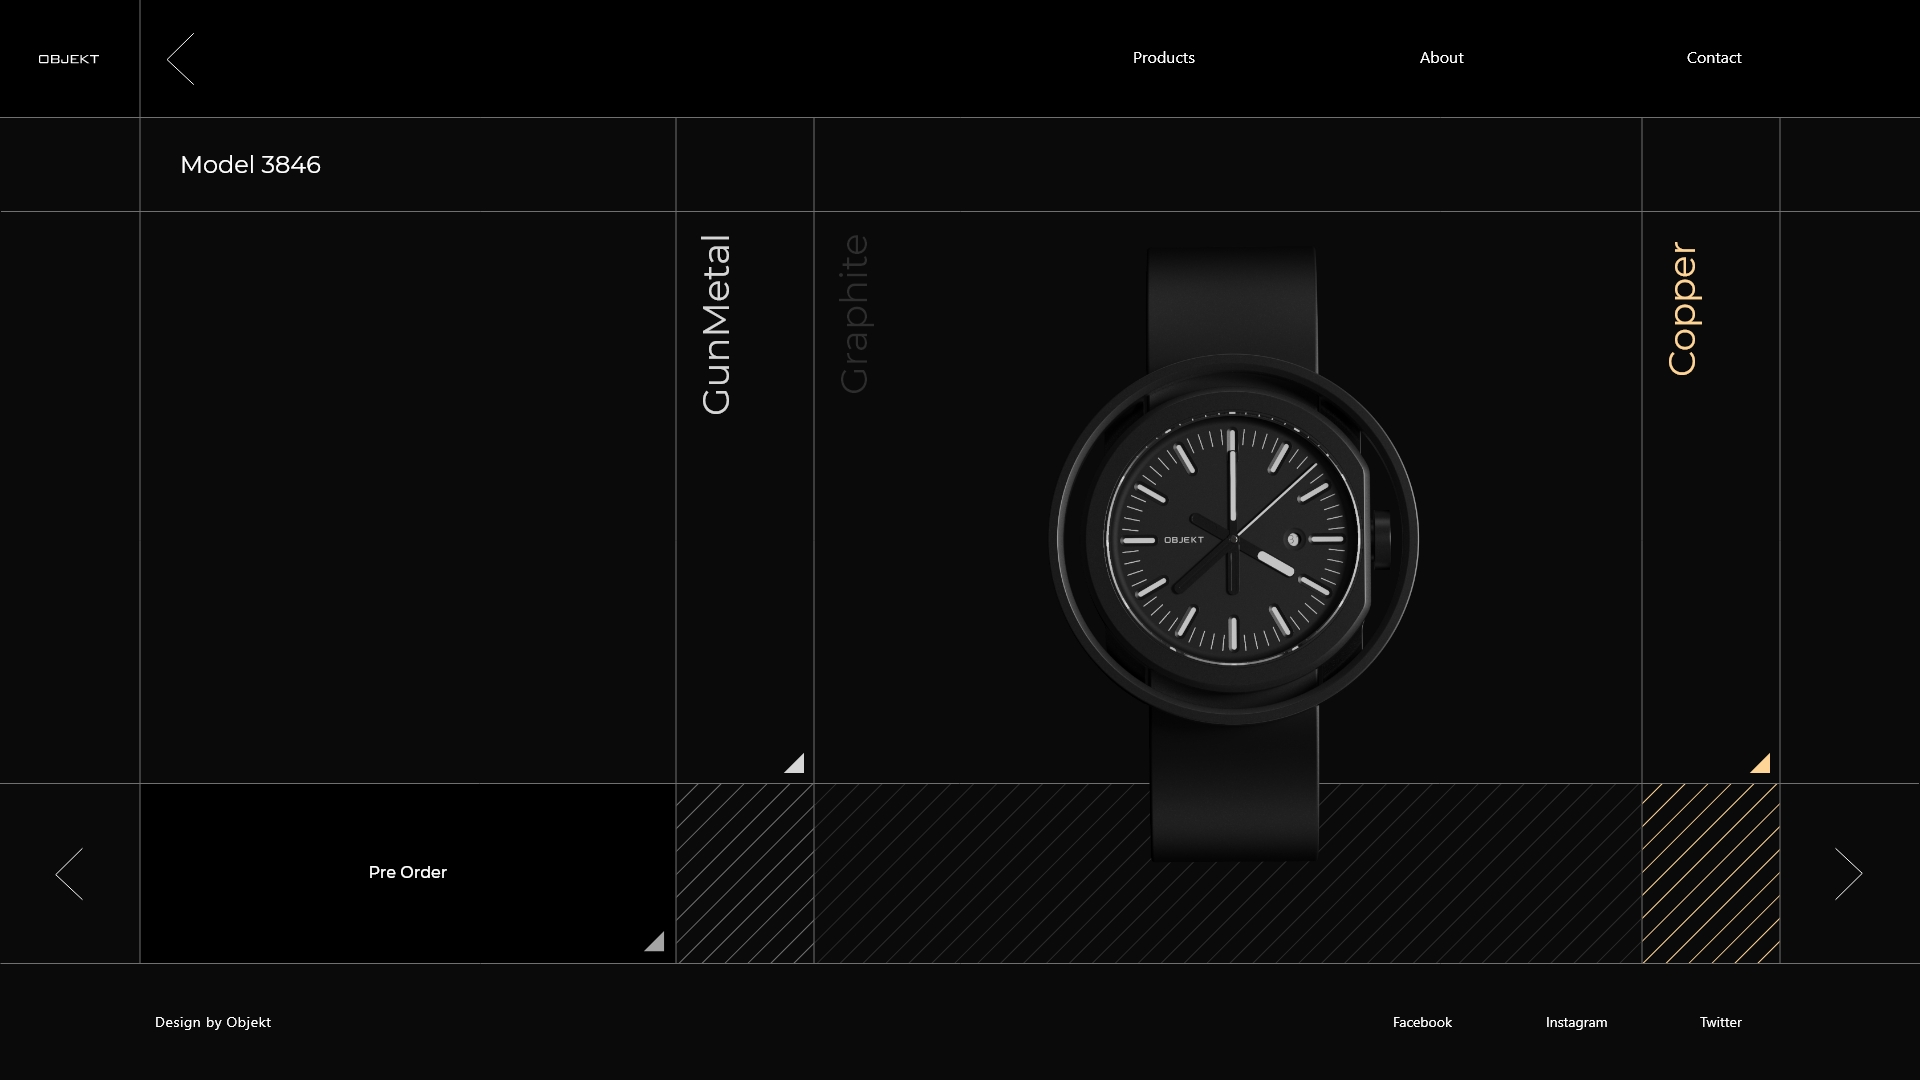 OBJEKT
Products
About
Contact
Model 3846
GunMetal
Graphite
Copper
OBJEKT
Pre Order
Design by Objekt
Facebook
Instagram
Twitter